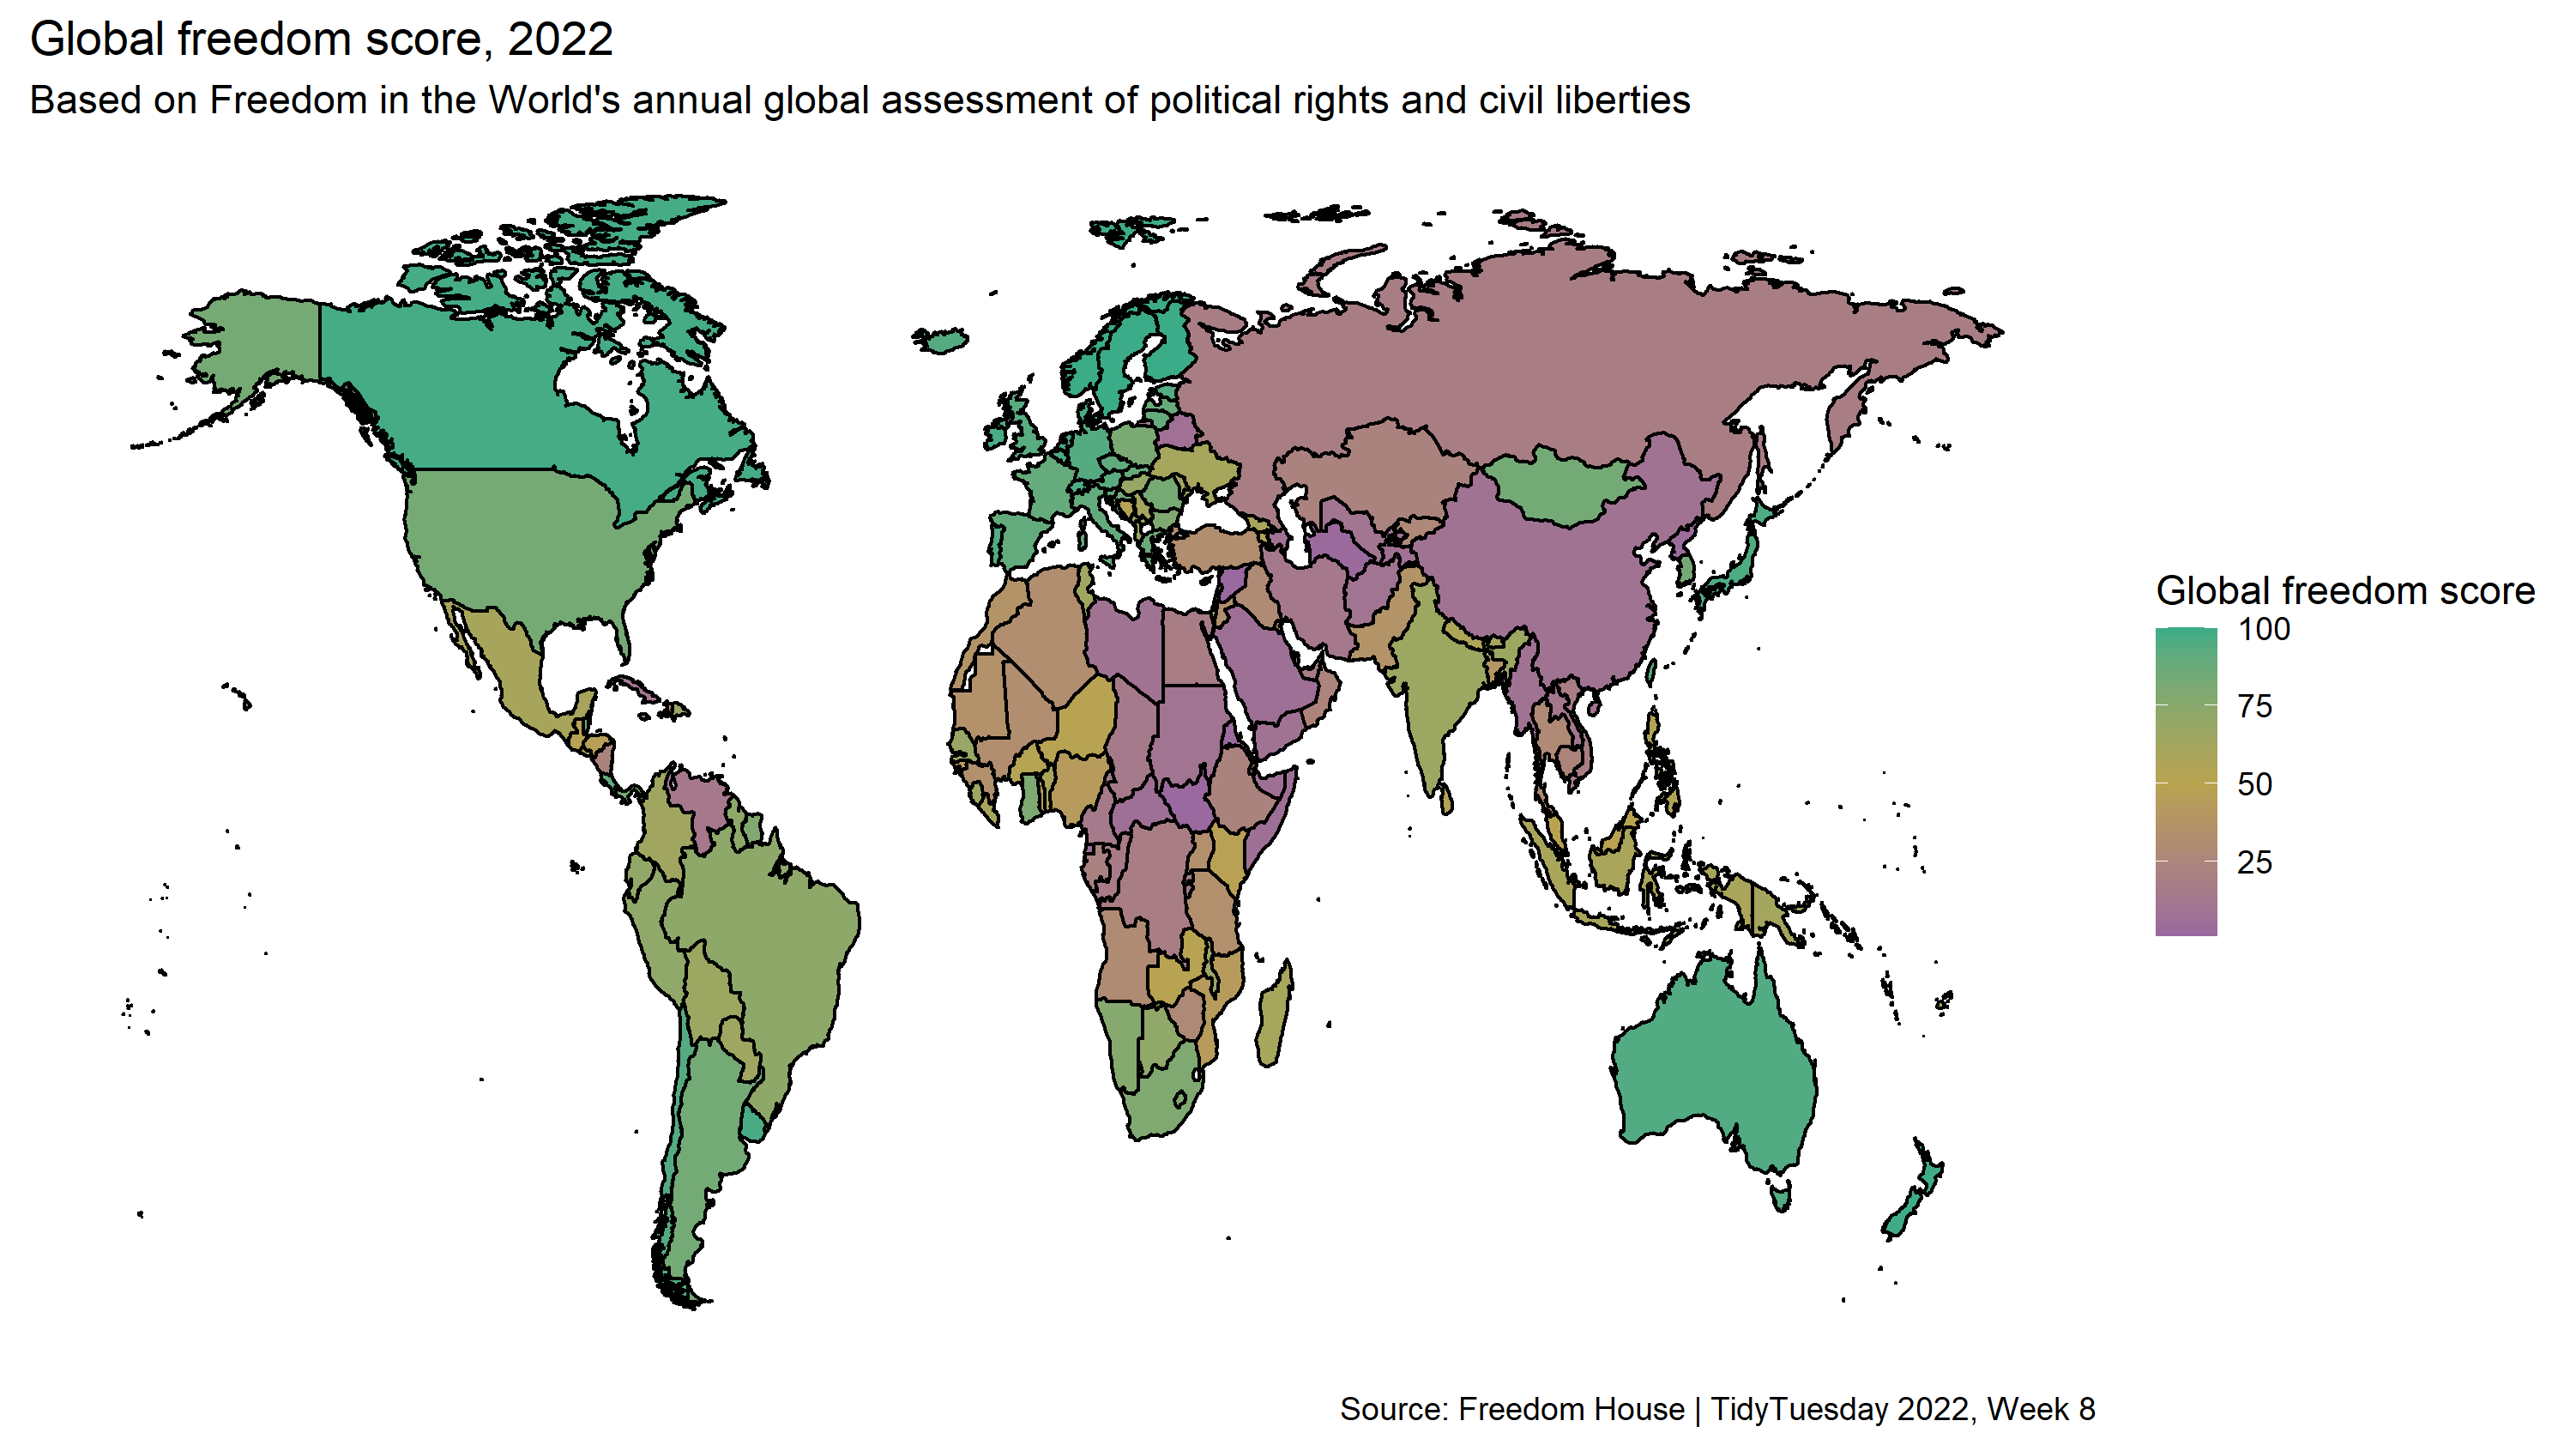 Global freedom score, 2022
Based on Freedom in the World's annual global assessment of political rights and civil liberties
Global freedom score
100
75
50
25
Source: Freedom House | TidyTuesday 2022, Week 8